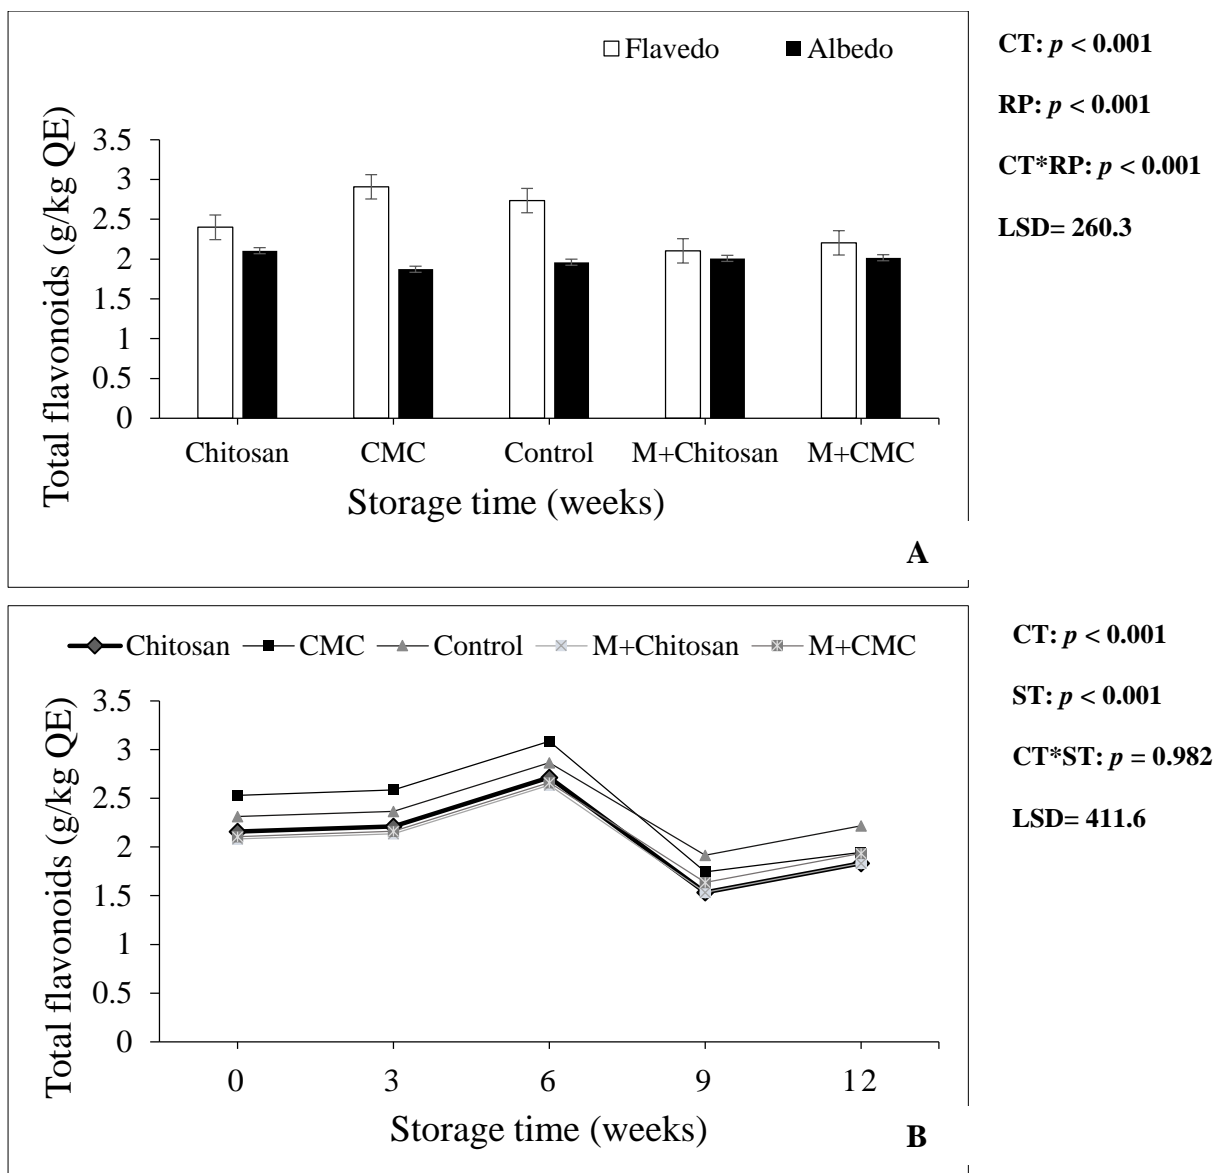 Flavedo Albedo
Total flavonoids (g/kg QE)
3.5
3
2.5
2
1.5
1
0.5
0
Chitosan CMC Control M+Chitosan M+CMC
Storage time (weeks)
A
CT: p < 0.001
RP: p < 0.001
CT*RP: p < 0.001
LSD= 260.3
Chitosan CMC Control M+Chitosan M+CMC
Total flavonoids (g/kg QE)
3.5
3
2.5
2
1.5
1
0.5
0
0 3 6 9 12
Storage time (weeks)
B
CT: p < 0.001
ST: p < 0.001
CT*ST: p = 0.982
LSD= 411.6